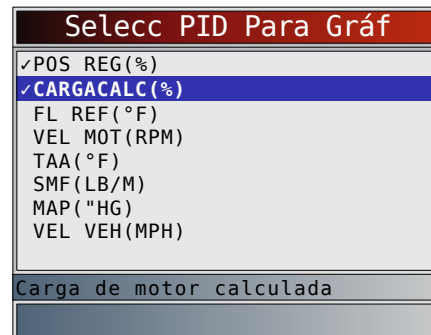 Selecc PID Para Gráf
✓POS REG(%)
✓CARGACALC(%)
FL REF(°F)
VEL MOT(RPM)
TAA(°F)
SMF(LB/M)
MAP("HG)
VEL VEH(MPH)
Carga de motor calculada